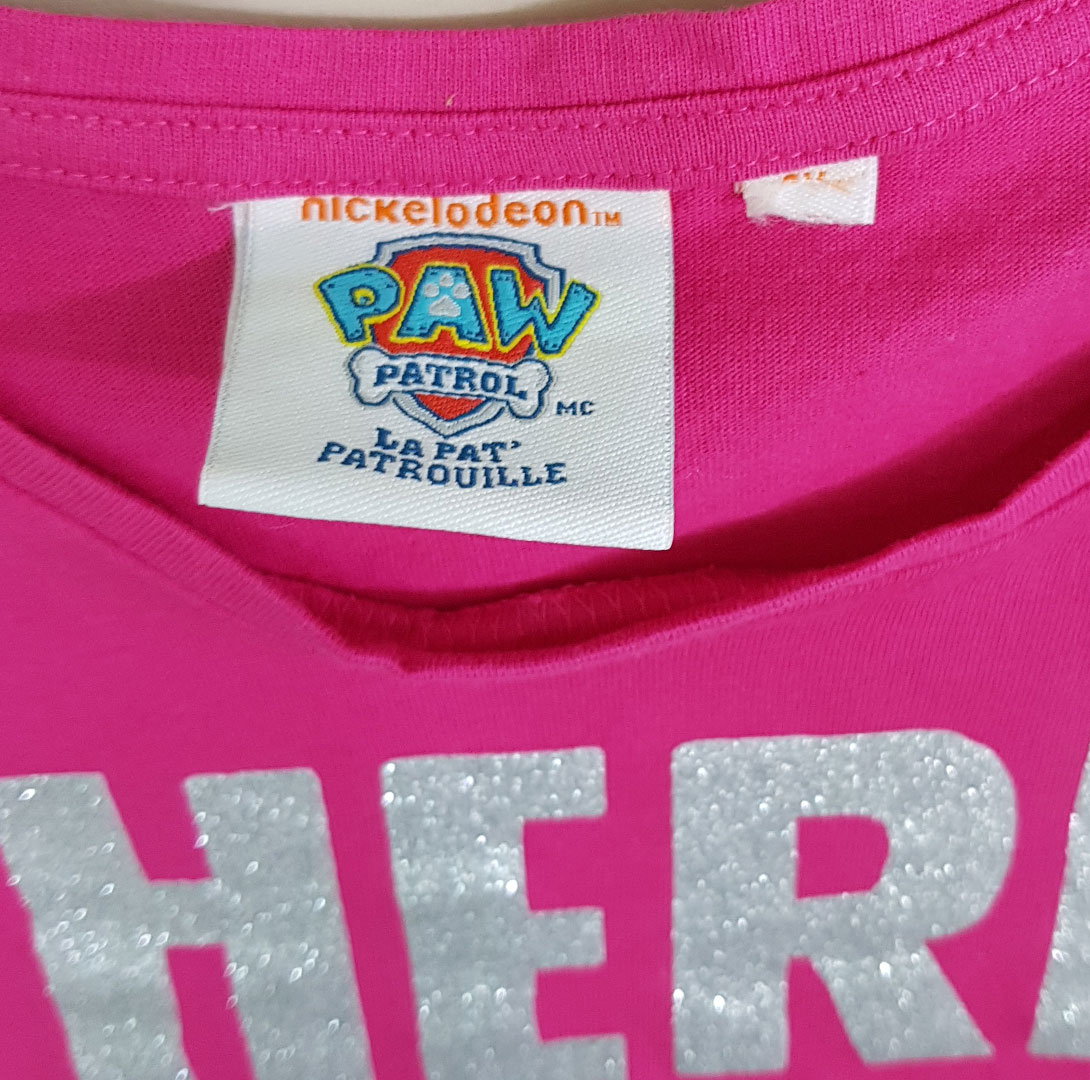 nickelodeon™
PAW
PATROL
MC
LA PAT'
PATROUILLE
HER